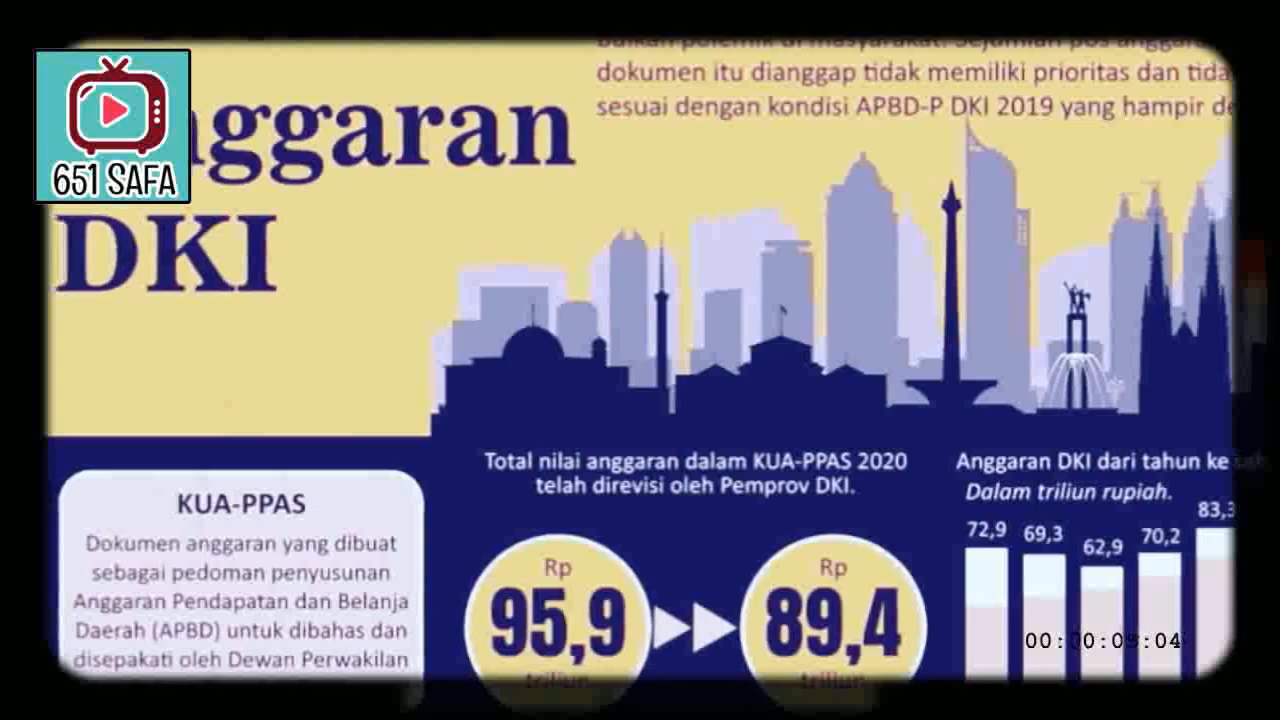 651 SAFA
nggaran
DKI
dokumen itu dianggap tidak memiliki prioritas dan
sesuai dengan kondisi APBD-P DKI 2019 yang hampir
KUA-PPAS
Dokumen anggaran yang dibuat
sebagai pedoman penyusunan
Anggaran Pendapatan dan Belanja
Daerah (APBD) untuk dibahas dan
disepakati oleh Dewan Perwakilan
Total nilai anggaran dalam KUA-PPAS 2020
telah direvisi oleh Pemprov DKI.
Rp
95,9
triliun
Rp
89,4
triliun
Anggaran DKI dari tahun ke
Dalam triliun rupiah.
72,9
69,3
62,9
70,2
83,3